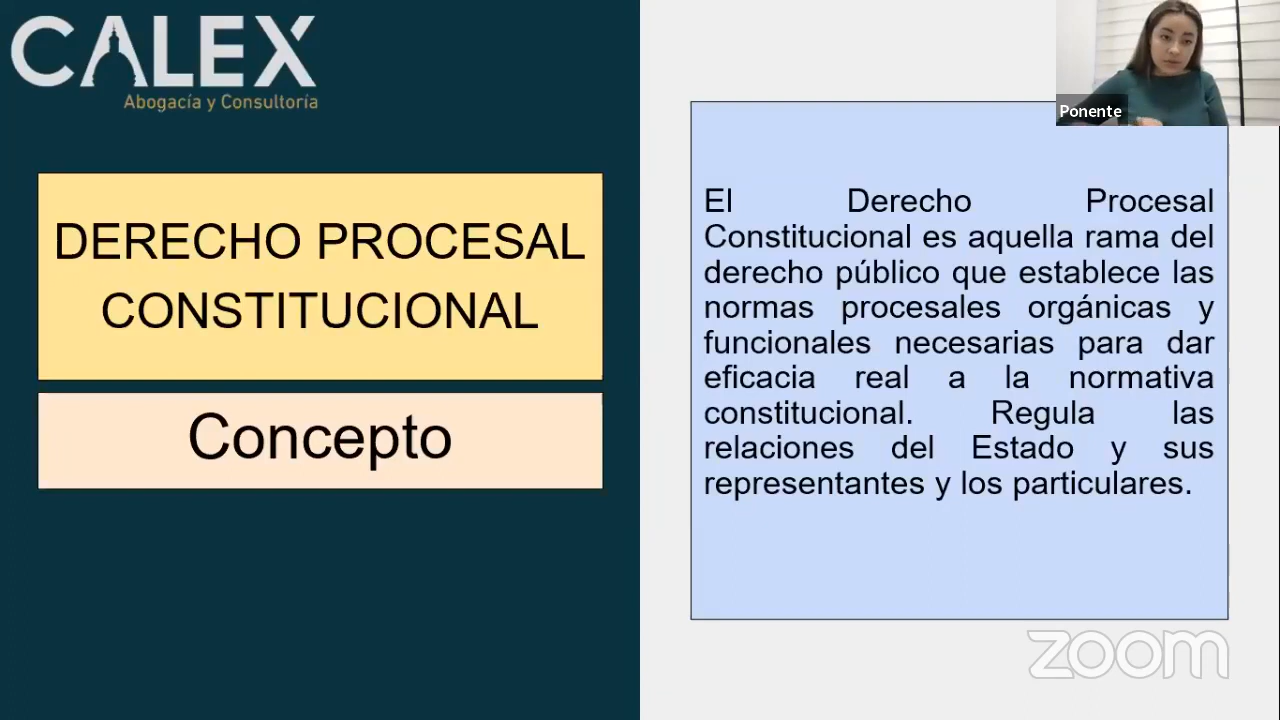 CALEX
Abogacía y Consultoría
DERECHO PROCESAL
CONSTITUCIONAL
Concepto
Ponente
El Derecho Procesal
Constitucional es aquella rama del
derecho público que establece las
normas procesales orgánicas y
funcionales necesarias para dar
eficacia real a la normativa
constitucional. Regula las
relaciones del Estado y sus
representantes y los particulares.
zoom